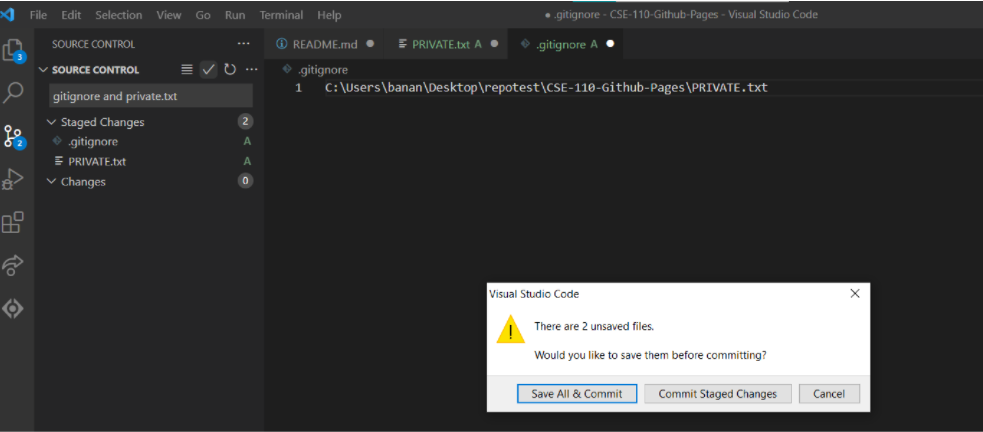 File Edit Selection View Go Run Terminal Help
● .gitignore - CSE-110-Github-Pages - Visual Studio Code
SOURCE CONTROL ...
README.md ●
PRIVATE.txt A ●
.gitignore A ●
SOURCE CONTROL
.gitignore
1 C:\Users\banan\Desktop\repotest\CSE-110-Github-Pages\PRIVATE.txt
gitignore and private.txt
Staged Changes 2
.gitignore A
PRIVATE.txt A
Changes 0
3
2
Visual Studio Code
There are 2 unsaved files.
Would you like to save them before committing?
Save All & Commit
Commit Staged Changes
Cancel